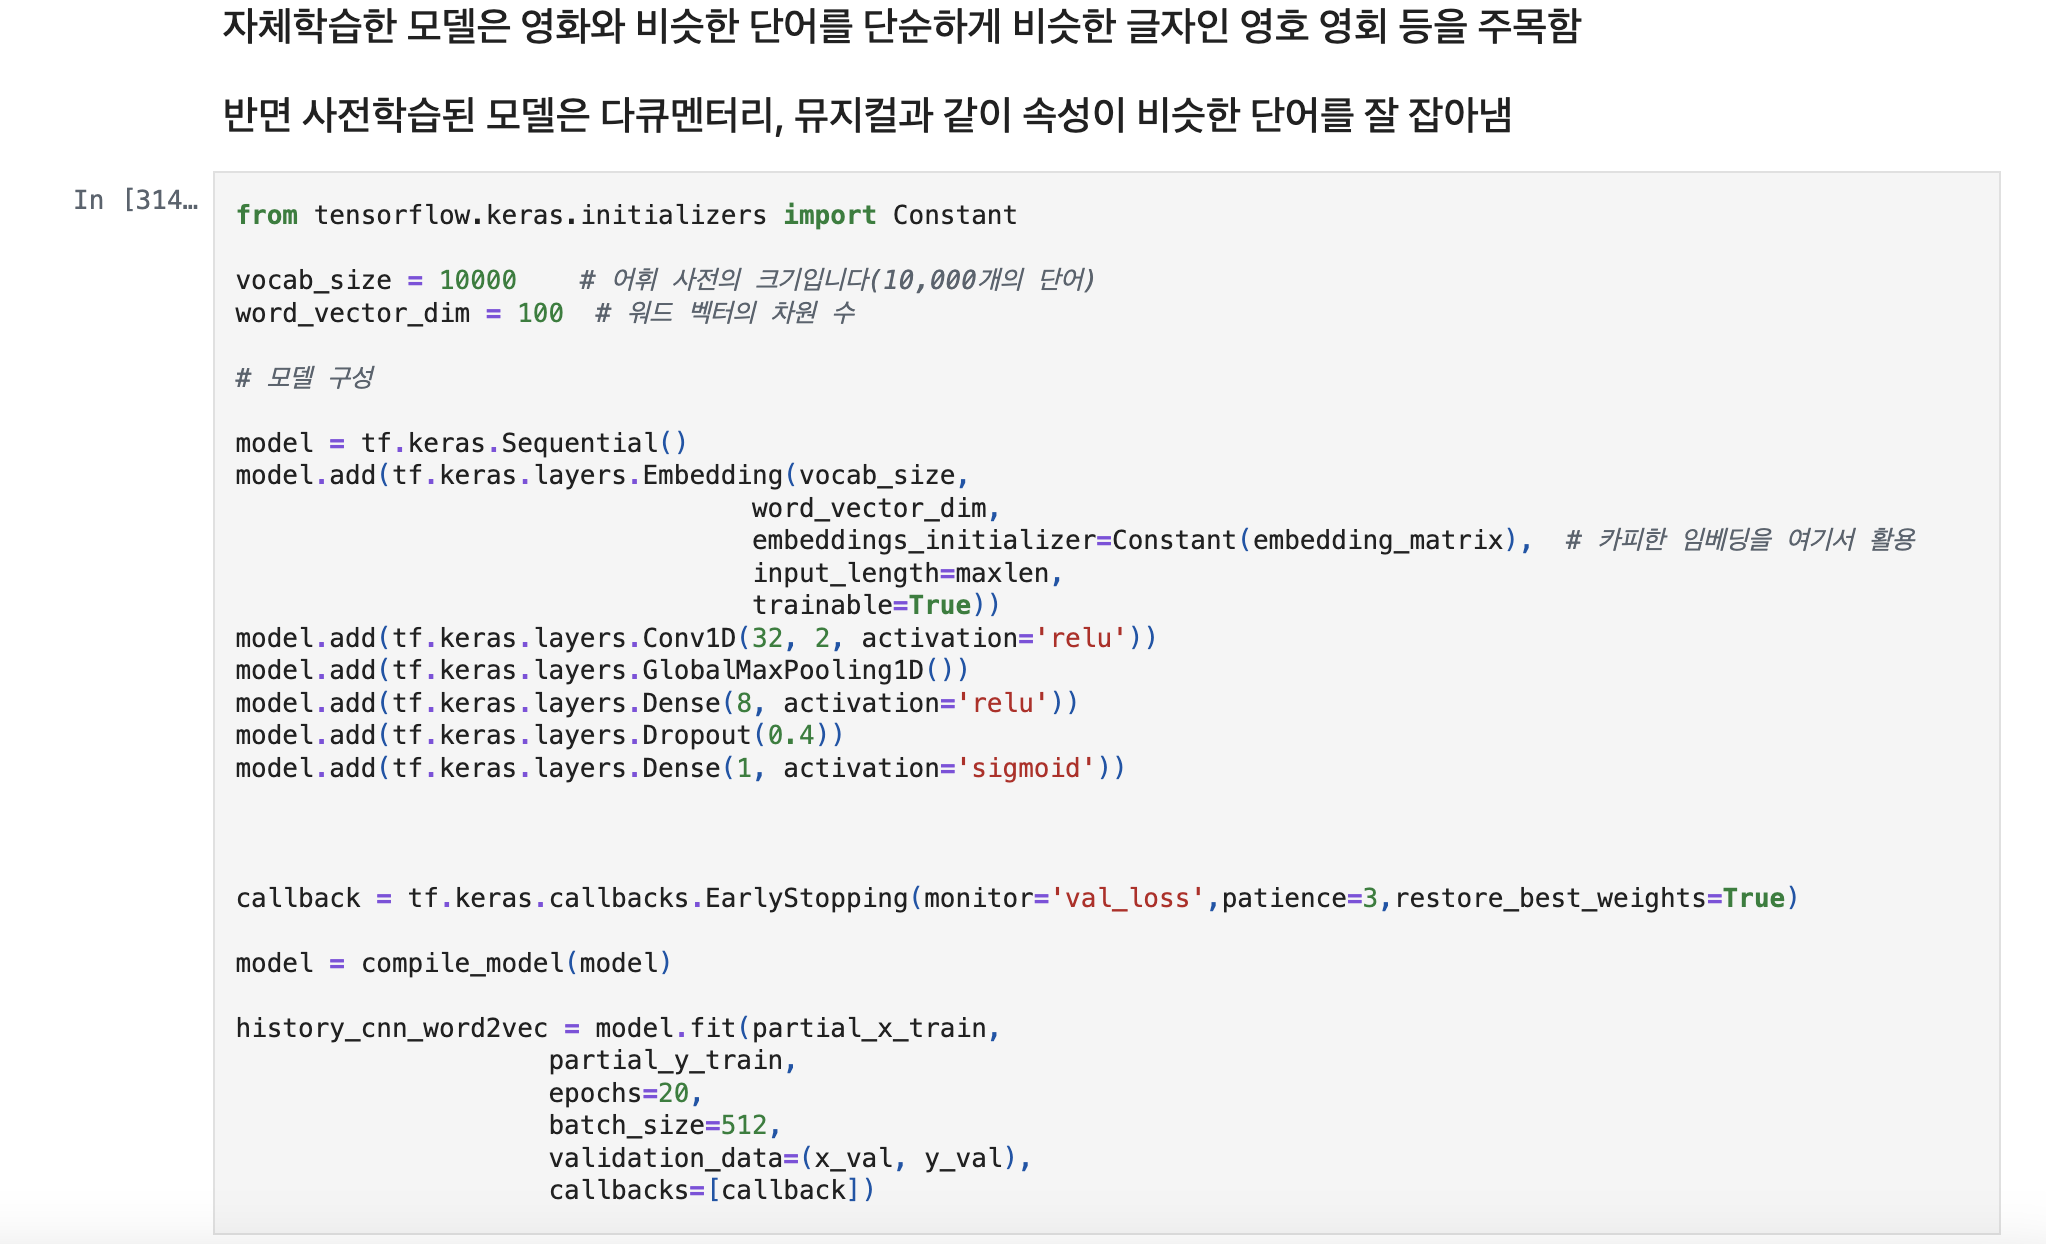 자체학습한 모델은 영화와 비슷한 단어를 단순하게 비슷한 글자인 영호 영회 등을 주목함
반면 사전학습된 모델은 다큐멘터리, 뮤지컬과 같이 속성이 비슷한 단어를 잘 잡아냄
In [314…
from tensorflow.keras.initializers import Constant
vocab_size = 10000    # 어휘 사전의 크기입니다(10,000개의 단어)
word_vector_dim = 100  # 워드 벡터의 차원 수
# 모델 구성
model = tf.keras.Sequential()
model.add(tf.keras.layers.Embedding(vocab_size,
                                 word_vector_dim,
                                 embeddings_initializer=Constant(embedding_matrix),  # 카피한 임베딩을 여기서 활용
                                 input_length=maxlen,
                                 trainable=True))
model.add(tf.keras.layers.Conv1D(32, 2, activation='relu'))
model.add(tf.keras.layers.GlobalMaxPooling1D())
model.add(tf.keras.layers.Dense(8, activation='relu'))
model.add(tf.keras.layers.Dropout(0.4))
model.add(tf.keras.layers.Dense(1, activation='sigmoid'))
callback = tf.keras.callbacks.EarlyStopping(monitor='val_loss',patience=3,restore_best_weights=True)
model = compile_model(model)
history_cnn_word2vec = model.fit(partial_x_train,
                    partial_y_train,
                    epochs=20,
                    batch_size=512,
                    validation_data=(x_val, y_val),
                    callbacks=[callback])